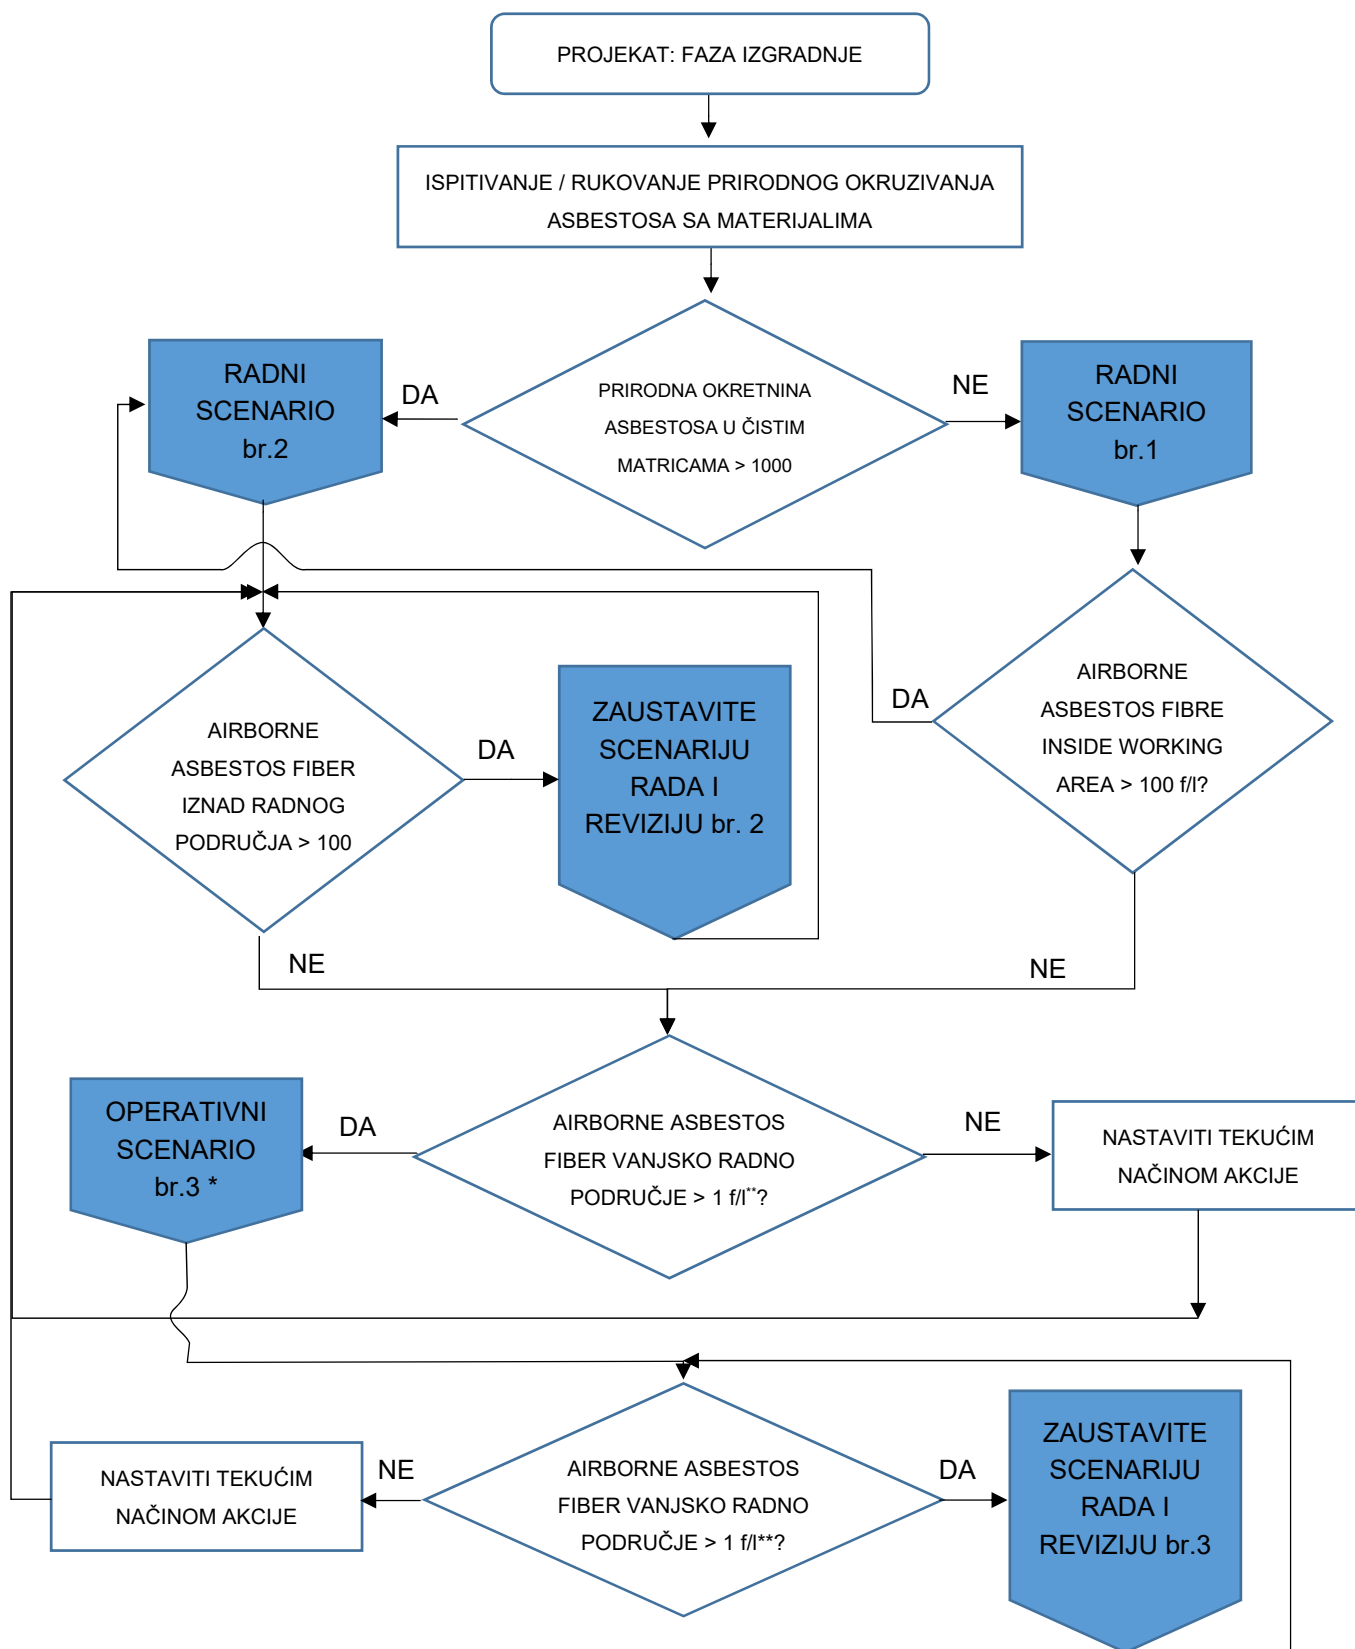 PROJEKAT: FAZA IZGRADNJE
ISPITIVANJE / RUKOVANJE PRIRODNOG OKRUZIVANJA
ASBESTOSA SA MATERIJALIMA
RADNI
SCENARIO
br.2
DA
PRIRODNA OKRETNINA
ASBESTOSA U ČISTIM
MATRICAMA > 1000
NE
RADNI
SCENARIO
br.1
AIRBORNE
ASBESTOS FIBER
IZNAD RADNOG
PODRUČJA > 100
DA
ZAUSTAVITE
SCENARIJU
RADA I
REVIZIJU br. 2
DA
AIRBORNE
ASBESTOS FIBRE
INSIDE WORKING
AREA > 100 f/l?
NE
NE
OPERATIVNI
SCENARIO
br.3 *
DA
AIRBORNE ASBESTOS
FIBER VANJSKO RADNO
PODRUČJE > 1 f/l**?
NE
NASTAVITI TEKUĆIM
NAČINOM AKCIJE
NASTAVITI TEKUĆIM
NAČINOM AKCIJE
NE
AIRBORNE ASBESTOS
FIBER VANJSKO RADNO
PODRUČJE > 1 f/l**?
DA
ZAUSTAVITE
SCENARIJU
RADA I
REVIZIJU br.3